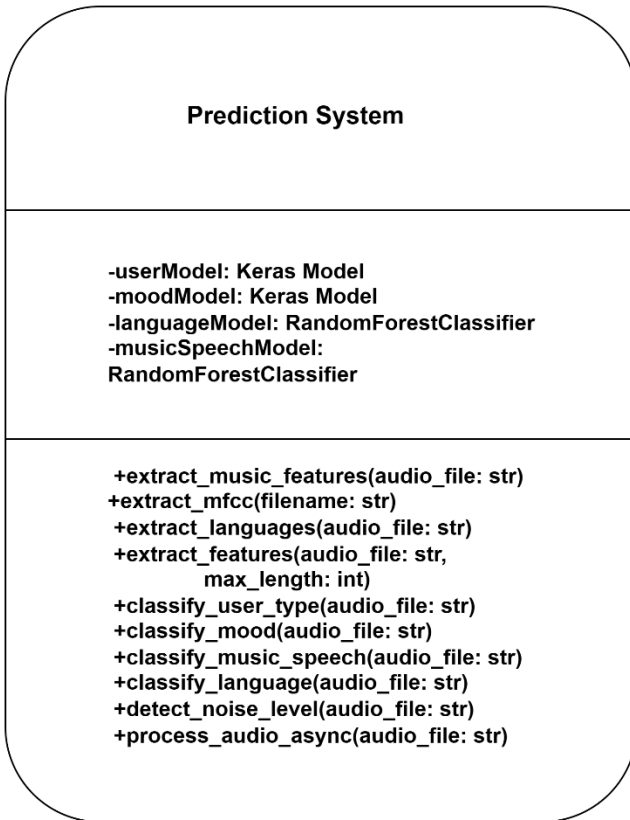 Prediction System
-userModel: Keras Model
-moodModel: Keras Model
-languageModel: RandomForestClassifier
-musicSpeechModel:
RandomForestClassifier
+extract_music_features(audio_file: str)
+extract_mfcc(filename: str)
+extract_languages(audio_file: str)
+extract_features(audio_file: str,
max_length: int)
+classify_user_type(audio_file: str)
+classify_mood(audio_file: str)
+classify_music_speech(audio_file: str)
+classify_language(audio_file: str)
+detect_noise_level(audio_file: str)
+process_audio_async(audio_file: str)